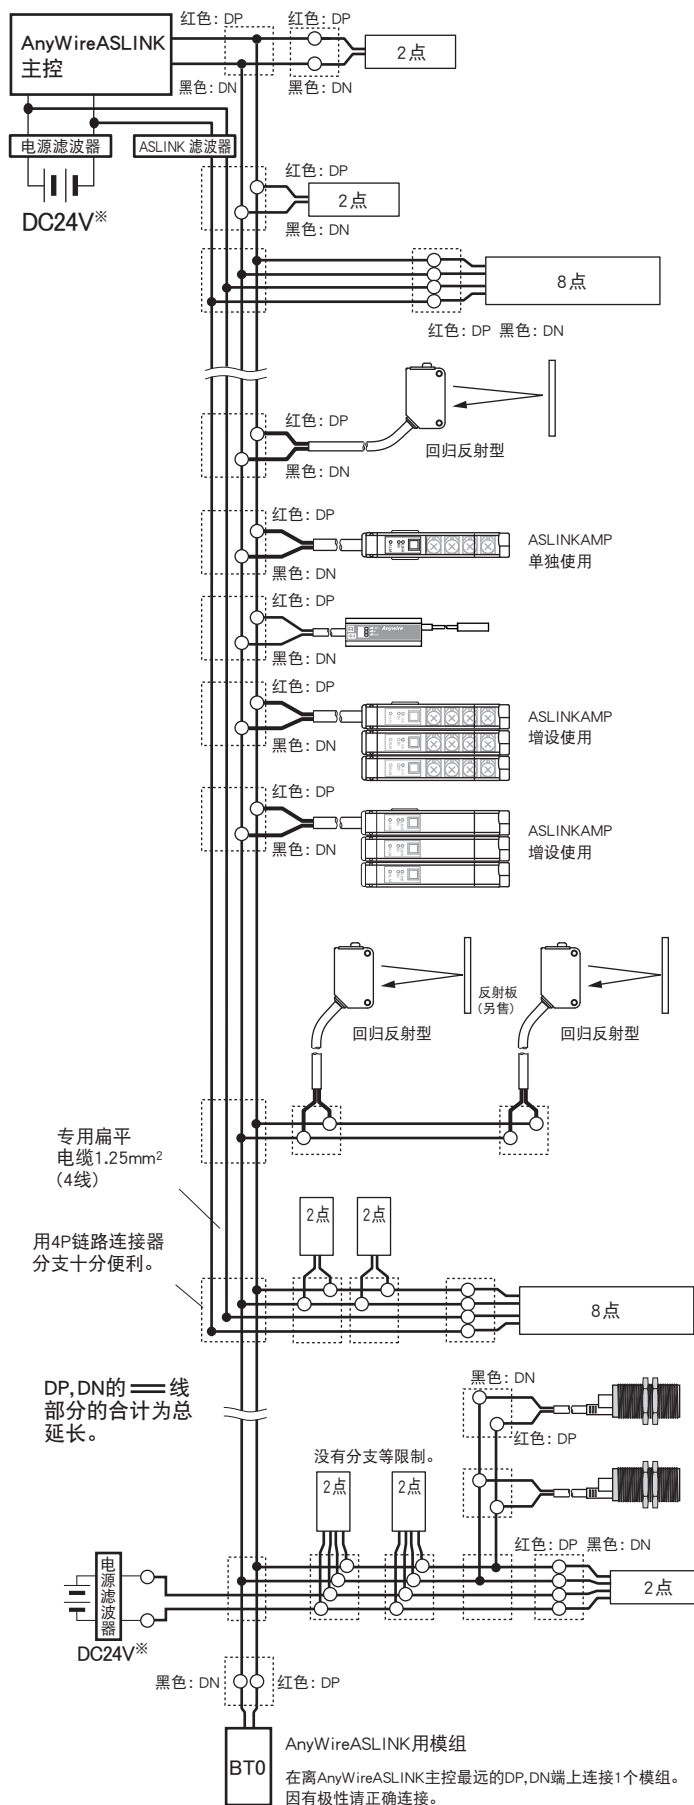 红色: DP
红色: DP
AnyWireASLINK
主控
2点
黑色: DN
黑色: DN
电源滤波器
ASLINK 滤波器
DC24V※
红色: DP
2点
黑色: DN
8点
红色: DP 黑色: DN
红色: DP
黑色: DN
回归反射型
红色: DP
黑色: DN
ASLINKAMP
单独使用
红色: DP
Anywire
黑色: DN
红色: DP
黑色: DN
ASLINKAMP
增设使用
红色: DP
黑色: DN
ASLINKAMP
增设使用
反射板
(另售)
回归反射型
回归反射型
专用扁平
电缆1.25mm²
(4线)
2点
2点
用4P链路连接器
分支十分便利。
8点
DP,DN的 线
部分的合计为总
延长。
黑色: DN
红色: DP
没有分支等限制。
2点
2点
红色: DP 黑色: DN
电源滤波器
2点
DC24V※
黑色: DN
红色: DP
BT0
AnyWireASLINK用模组
在离AnyWireASLINK主控最远的DP,DN端上连接1个模组。
因有极性请正确连接。